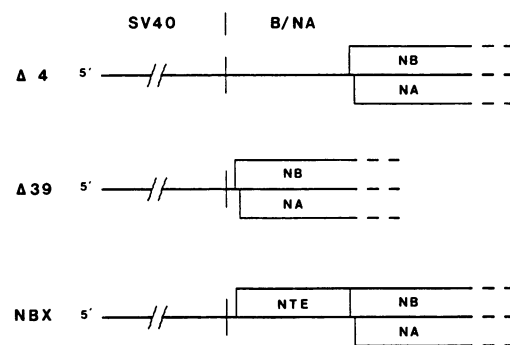 SV40 B/NA
Δ 4 5′ NB
NA
Δ39 5′ NB
NA
NBX 5′ NTE NB
NA